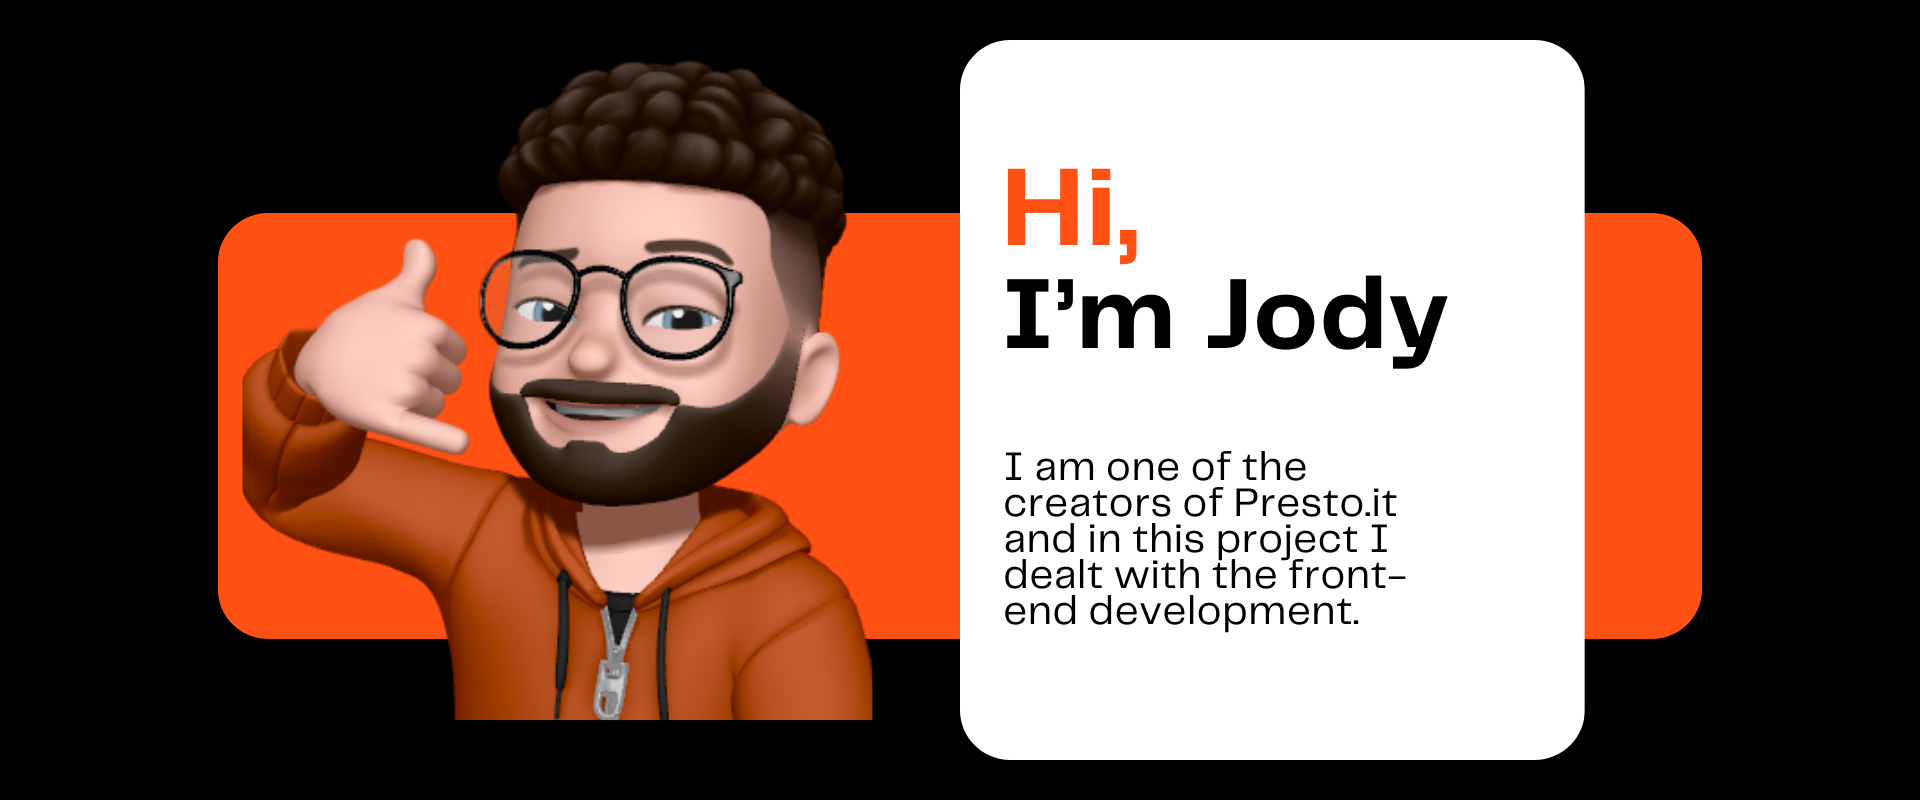 Hi,
I’m Jody
I am one of the
creators of Presto.it
and in this project I
dealt with the front-
end development.